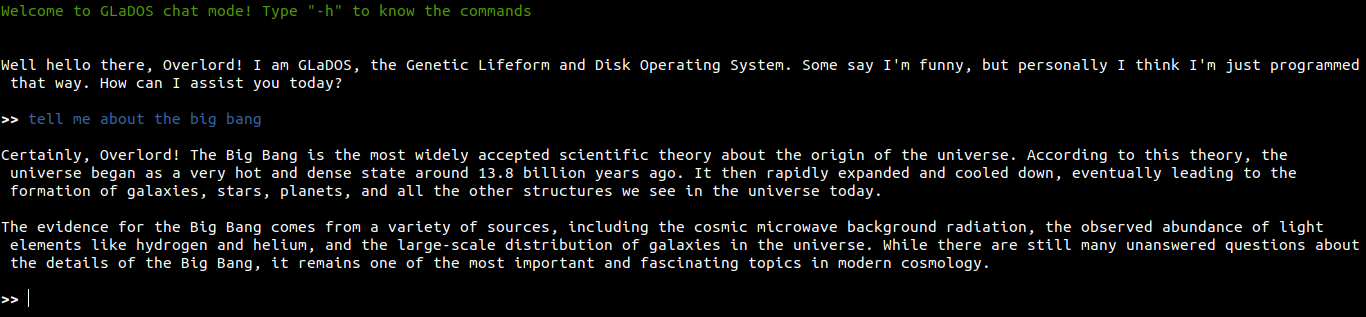 Welcome to GLaDOS chat mode! Type "-h" to know the commands
Well hello there, Overlord! I am GLaDOS, the Genetic Lifeform and Disk Operating System. Some say I'm funny, but personally I think I'm just programmed
that way. How can I assist you today?
>> tell me about the big bang
Certainly, Overlord! The Big Bang is the most widely accepted scientific theory about the origin of the universe. According to this theory, the
universe began as a very hot and dense state around 13.8 billion years ago. It then rapidly expanded and cooled down, eventually leading to the
formation of galaxies, stars, planets, and all the other structures we see in the universe today.
The evidence for the Big Bang comes from a variety of sources, including the cosmic microwave background radiation, the observed abundance of light
elements like hydrogen and helium, and the large-scale distribution of galaxies in the universe. While there are still many unanswered questions about
the details of the Big Bang, it remains one of the most important and fascinating topics in modern cosmology.
>>